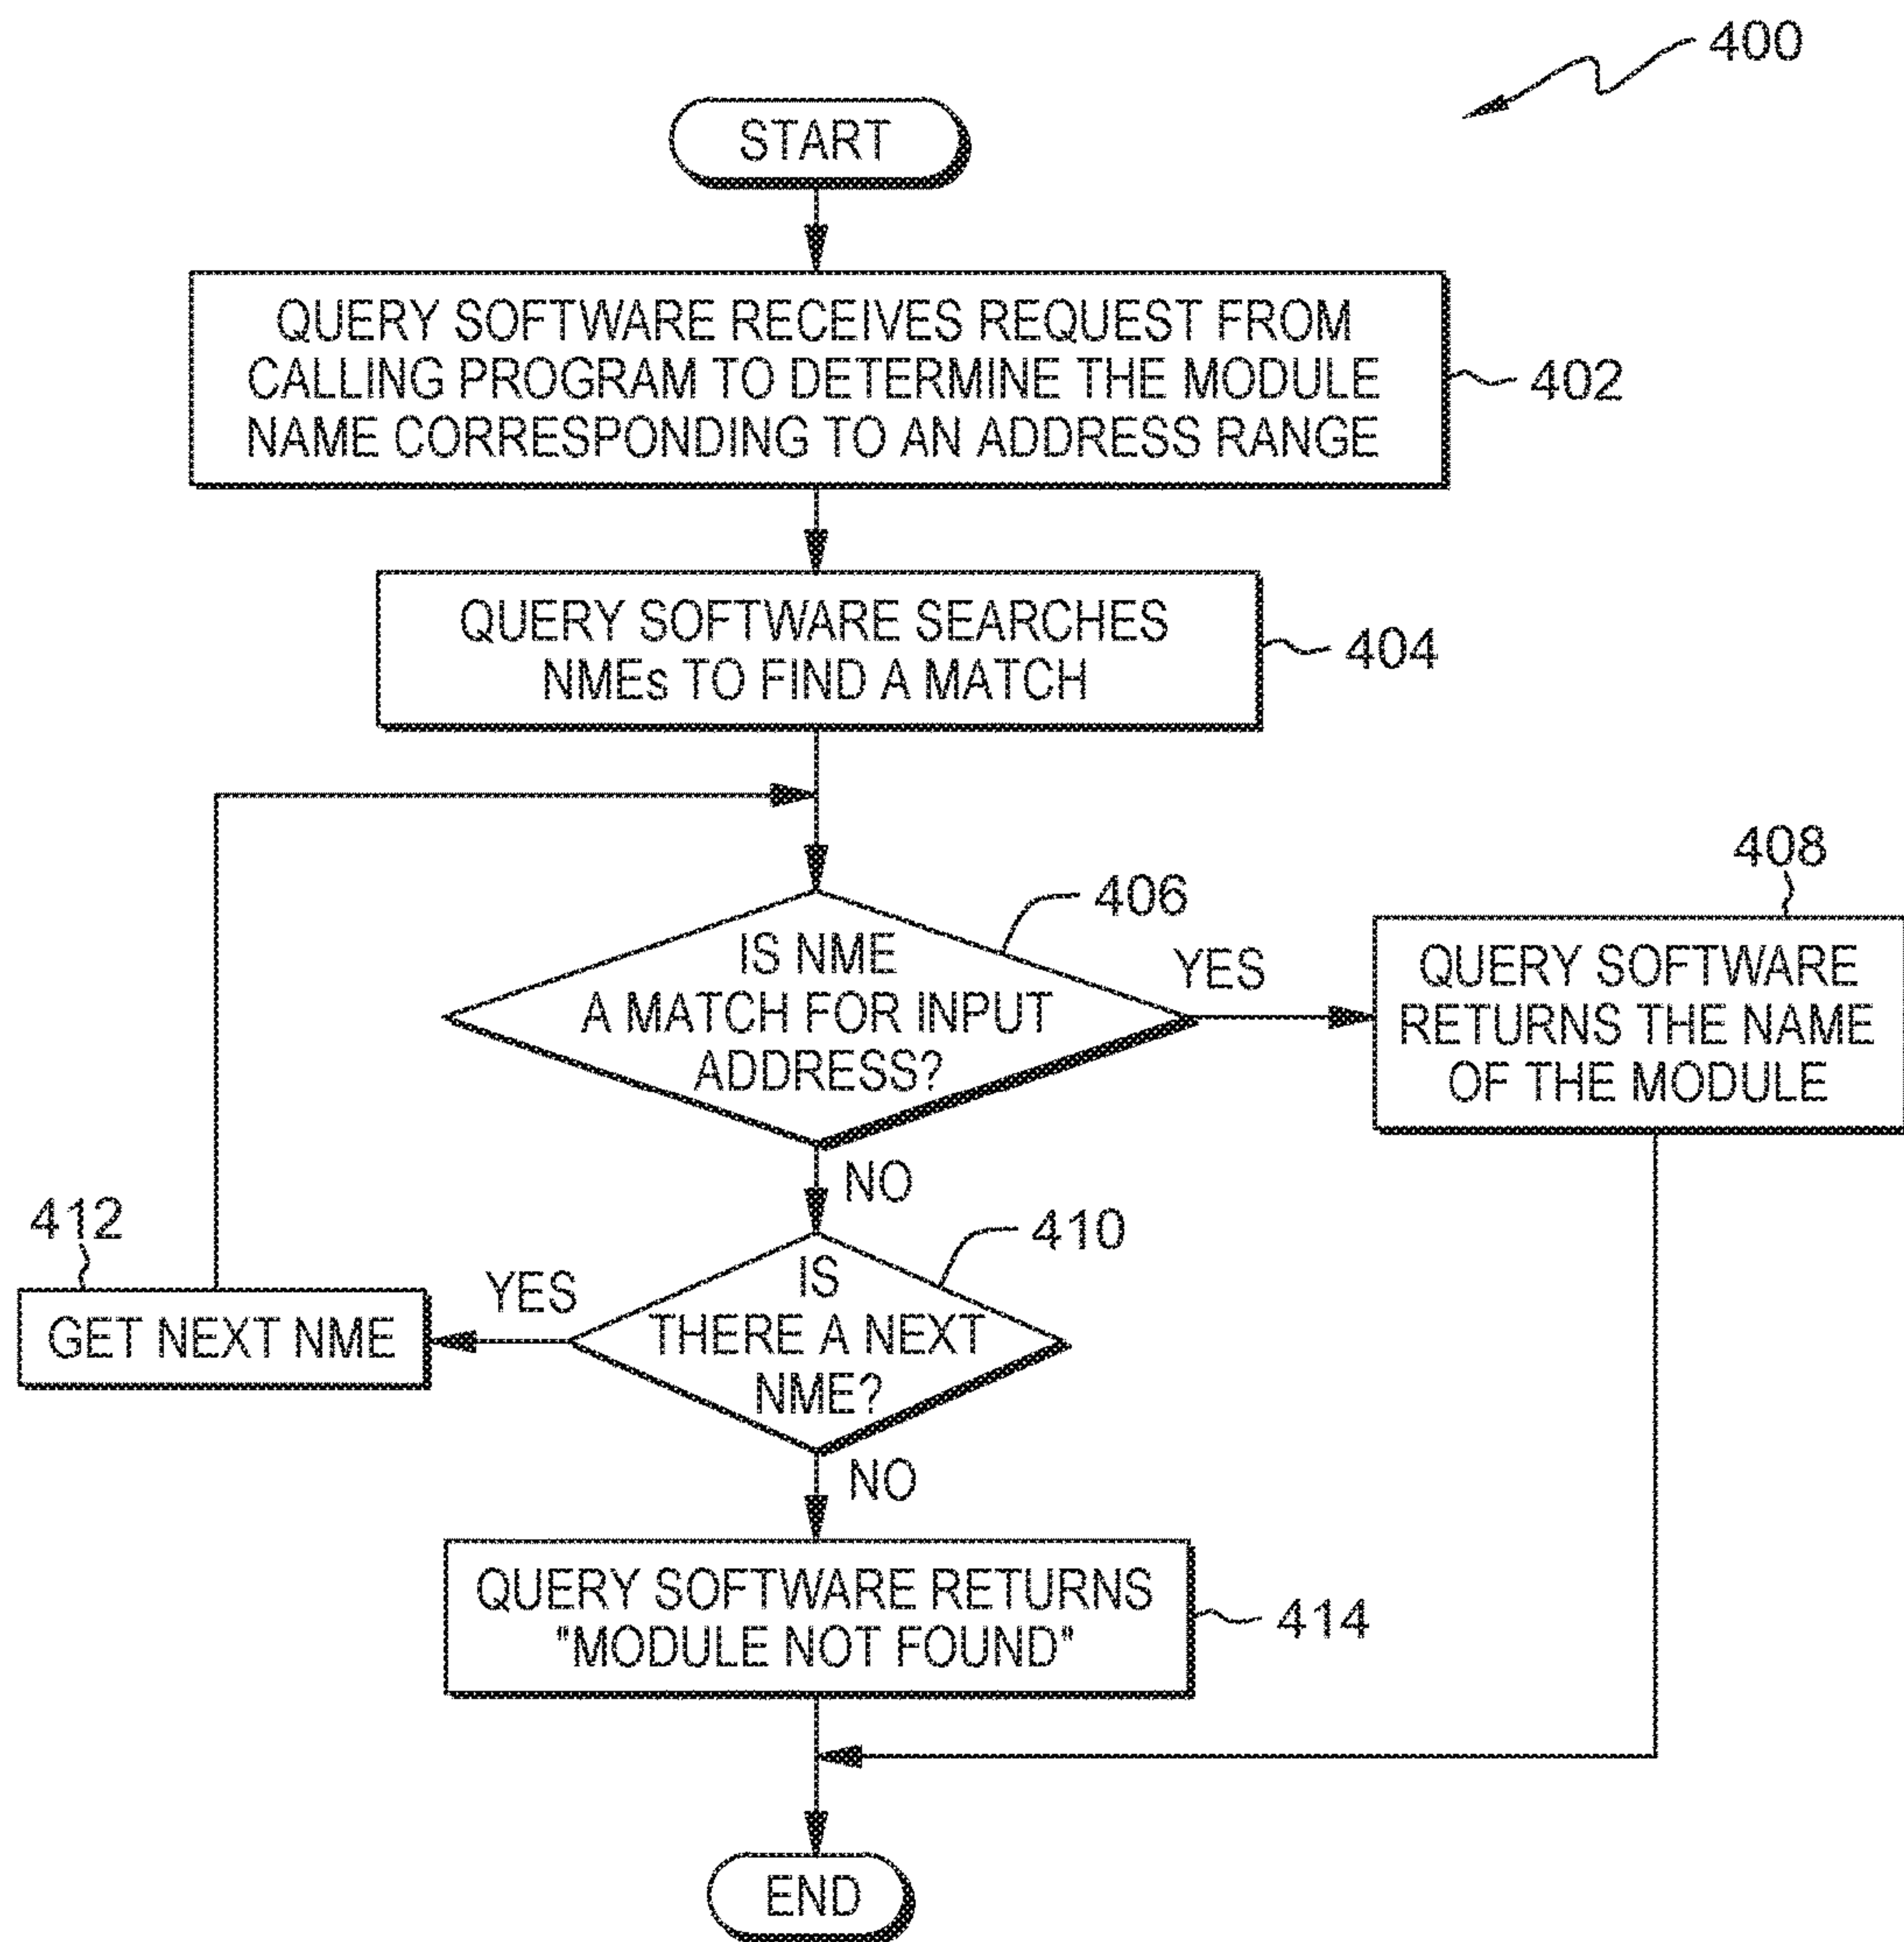 400
START
QUERY SOFTWARE RECEIVES REQUEST FROM
CALLING PROGRAM TO DETERMINE THE MODULE
NAME CORRESPONDING TO AN ADDRESS RANGE
402
QUERY SOFTWARE SEARCHES
NMEs TO FIND A MATCH
404
406
IS NME
A MATCH FOR INPUT
ADDRESS?
YES
408
QUERY SOFTWARE
RETURNS THE NAME
OF THE MODULE
NO
410
IS
THERE A NEXT
NME?
YES
412
GET NEXT NME
NO
QUERY SOFTWARE RETURNS
"MODULE NOT FOUND"
414
END